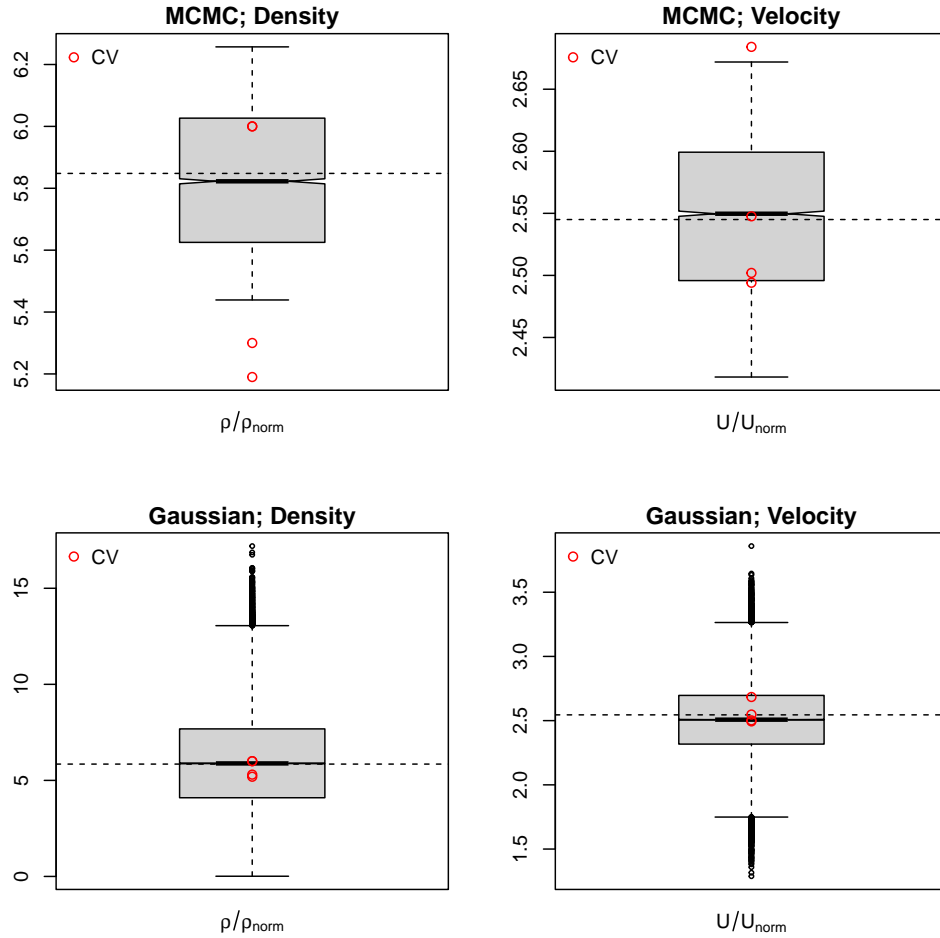 MCMC; Density
CV
6.2
6.0
5.8
5.6
5.4
5.2
ρ/ρnorm
MCMC; Velocity
CV
2.65
2.60
2.55
2.50
2.45
U/Unorm
Gaussian; Density
CV
15
10
5
0
ρ/ρnorm
Gaussian; Velocity
CV
3.5
3.0
2.5
2.0
1.5
U/Unorm